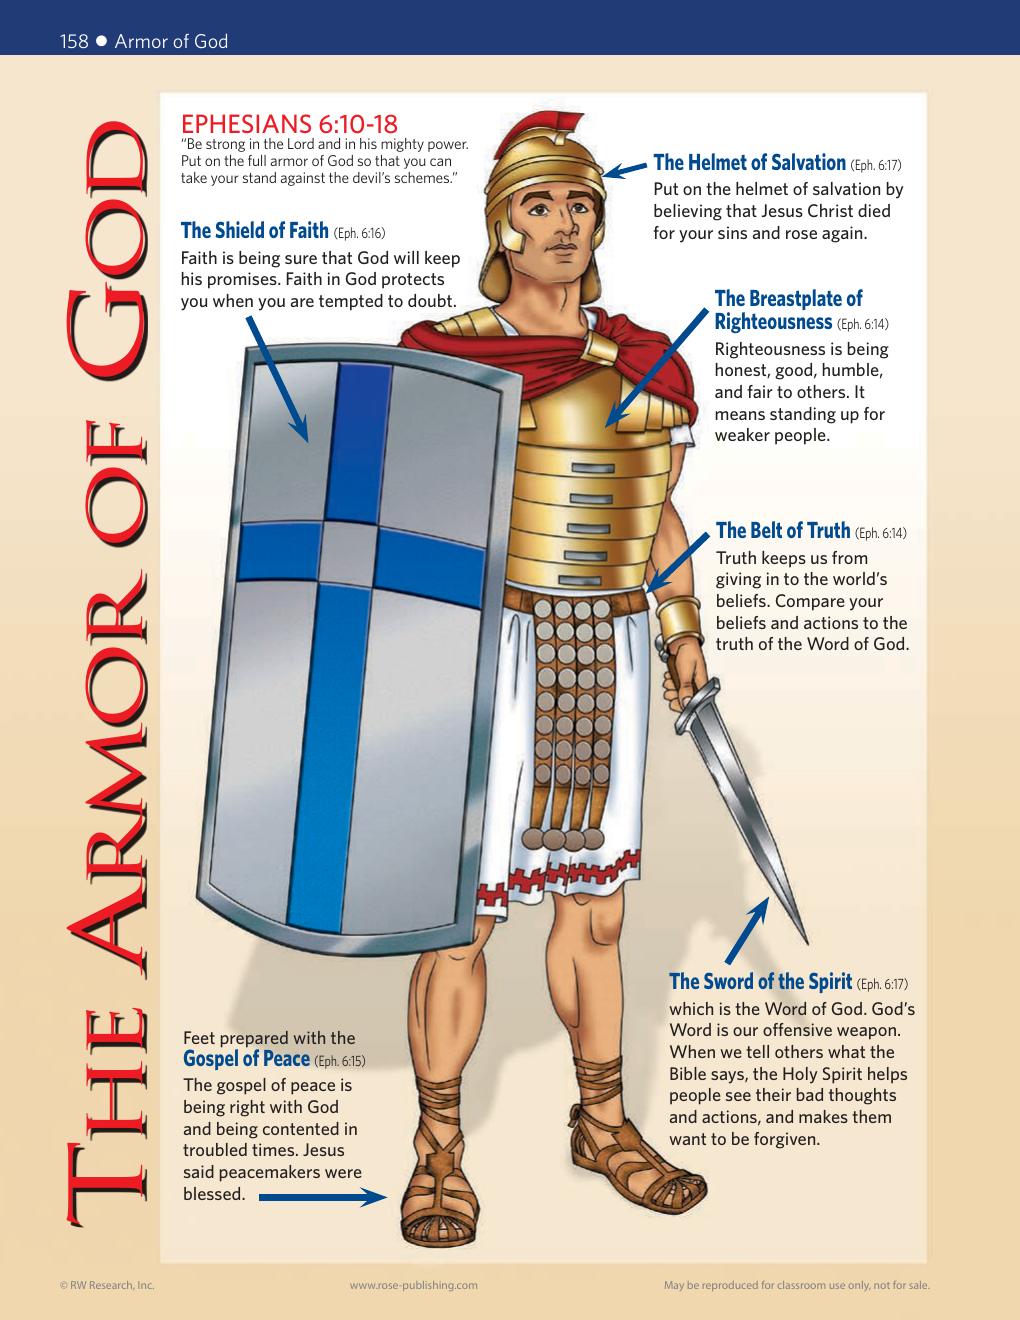 158 ● Armor of God
THE ARMOR OF GOD
EPHESIANS 6:10-18
“Be strong in the Lord and in his mighty power.
Put on the full armor of God so that you can
take your stand against the devil’s schemes.”
The Shield of Faith (Eph. 6:16)
Faith is being sure that God will keep
his promises. Faith in God protects
you when you are tempted to doubt.
The Helmet of Salvation (Eph. 6:17)
Put on the helmet of salvation by
believing that Jesus Christ died
for your sins and rose again.
The Breastplate of
Righteousness (Eph. 6:14)
Righteousness is being
honest, good, humble,
and fair to others. It
means standing up for
weaker people.
The Belt of Truth (Eph. 6:14)
Truth keeps us from
giving in to the world’s
beliefs. Compare your
beliefs and actions to the
truth of the Word of God.
The Sword of the Spirit (Eph. 6:17)
which is the Word of God. God’s
Word is our offensive weapon.
When we tell others what the
Bible says, the Holy Spirit helps
people see their bad thoughts
and actions, and makes them
want to be forgiven.
Feet prepared with the
Gospel of Peace (Eph. 6:15)
The gospel of peace is
being right with God
and being contented in
troubled times. Jesus
said peacemakers were
blessed.
© RW Research, Inc.
www.rose-publishing.com
May be reproduced for classroom use only, not for sale.